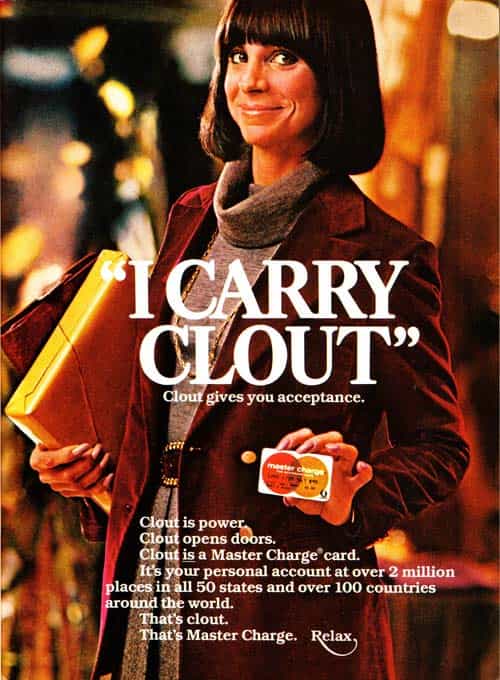 “I CARRY
CLOUT”
Clout gives you acceptance.
master charge
Clout is power.
Clout opens doors.
Clout is a Master Charge® card.
It's your personal account at over 2 million
places in all 50 states and over 100 countries
around the world.
That's clout.
That's Master Charge. Relax.